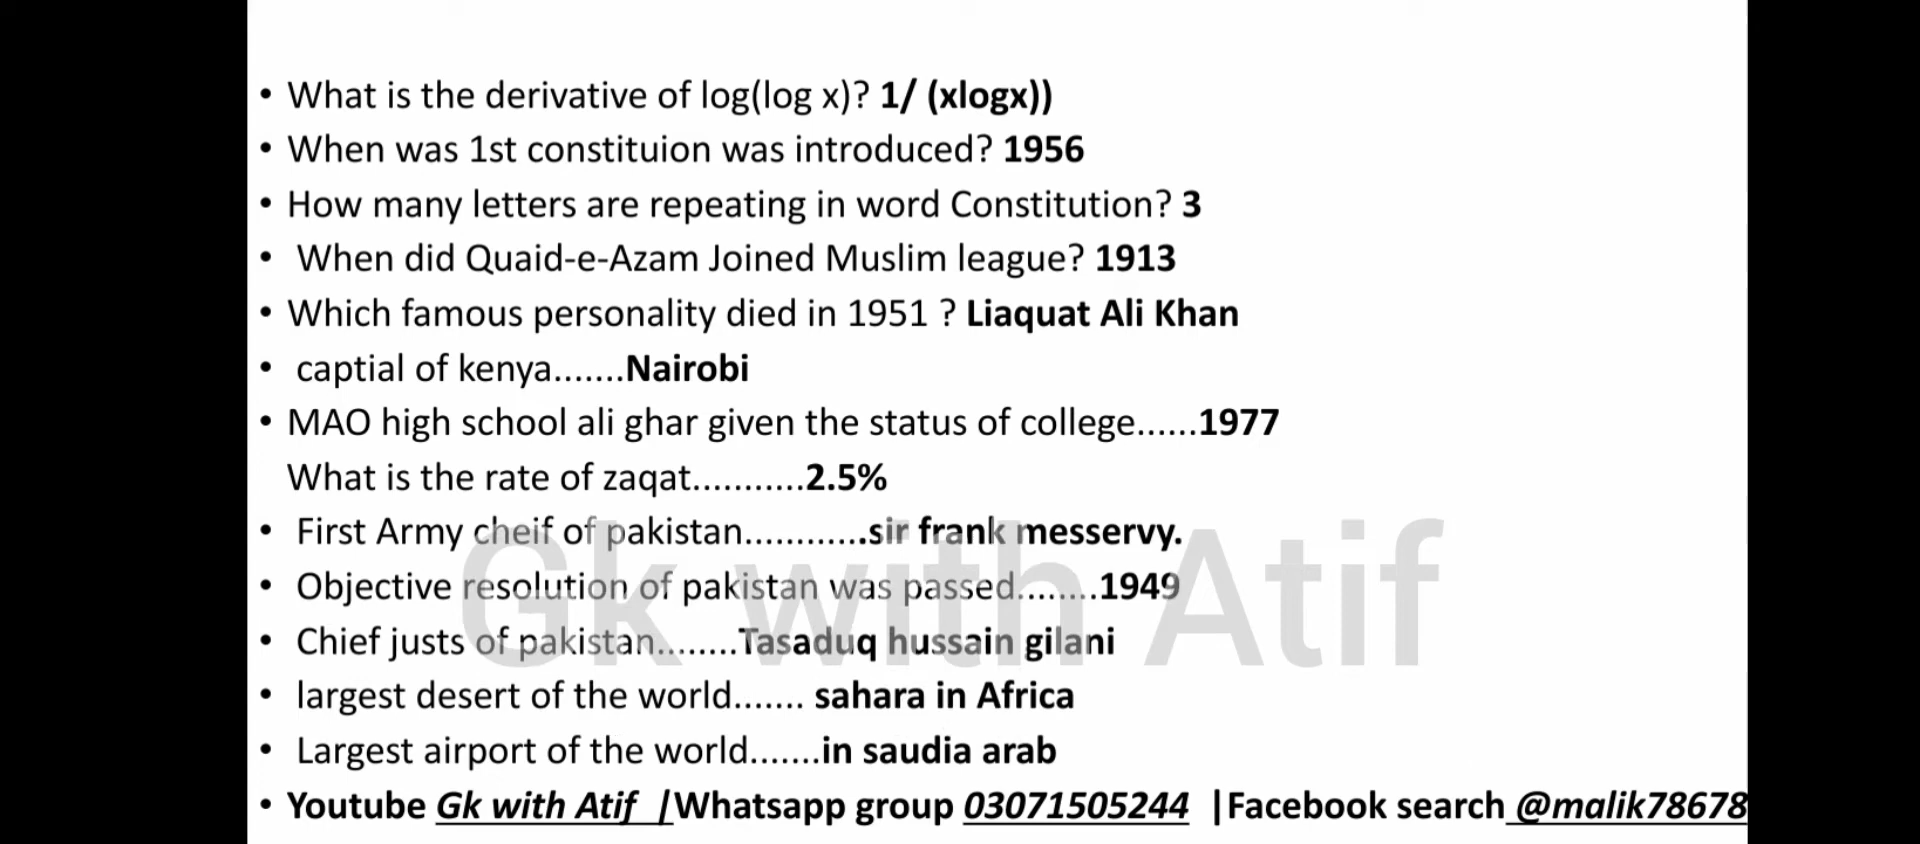 • What is the derivative of log(log x)? 1/ (xlogx))
• When was 1st constituion was introduced? 1956
• How many letters are repeating in word Constitution? 3
• When did Quaid-e-Azam Joined Muslim league? 1913
• Which famous personality died in 1951 ? Liaquat Ali Khan
• captial of kenya.......Nairobi
• MAO high school ali ghar given the status of college......1977
What is the rate of zaqat...........2.5%
• First Army cheif of pakistan............sir frank messervy.
• Objective resolution of pakistan was passed........1949
• Chief justs of pakistan........Tasaduq hussain gilani
• largest desert of the world....... sahara in Africa
• Largest airport of the world.......in saudia arab
• Youtube Gk with Atif |Whatsapp group 03071505244 |Facebook search @malik78678
Gk with Atif